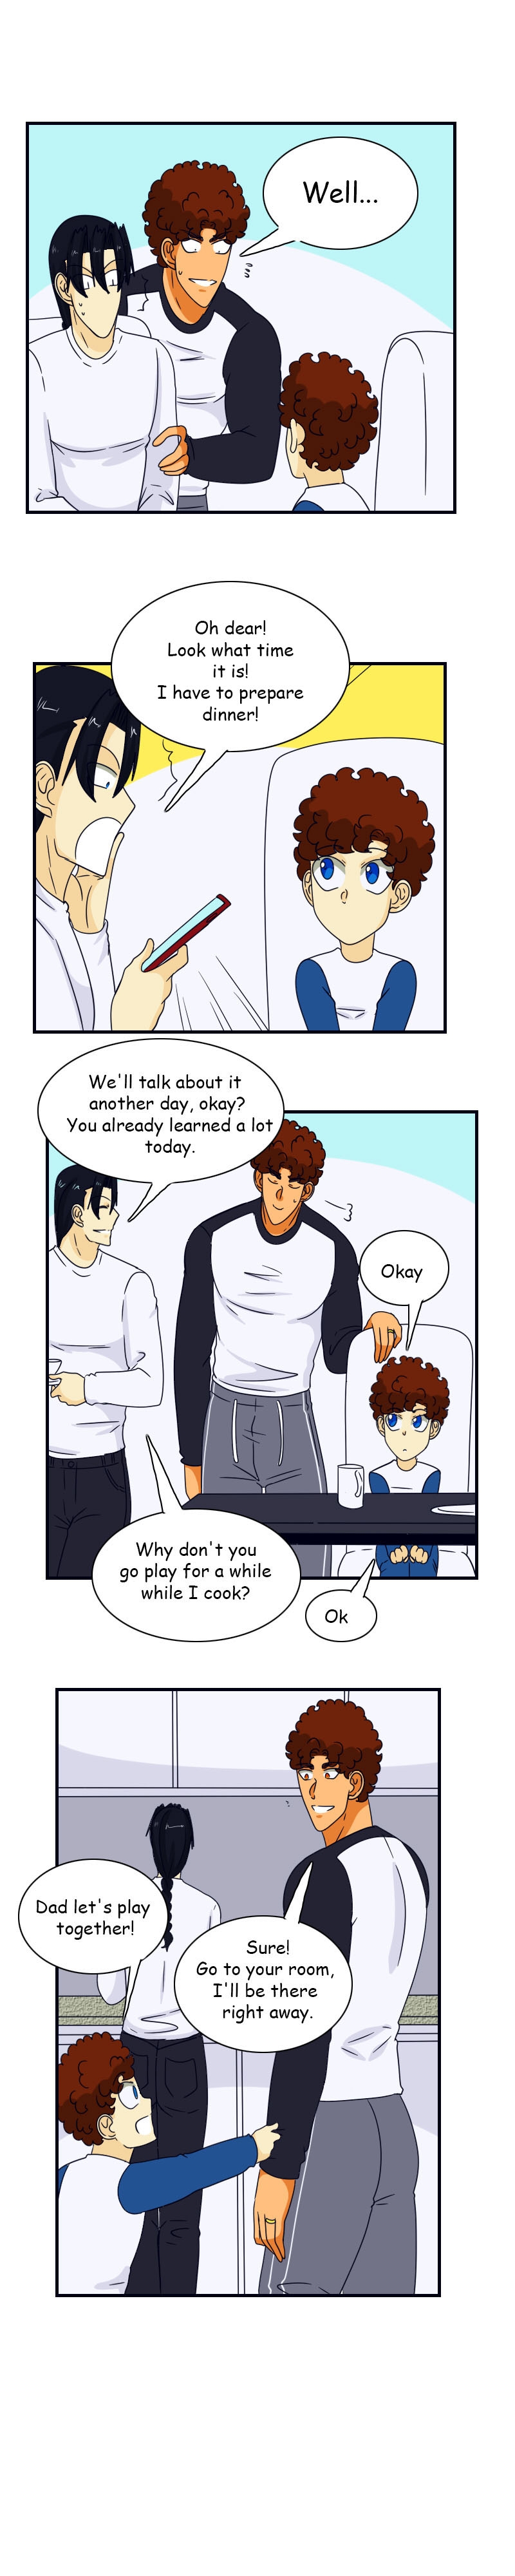 Well...
Oh dear!
Look what time
it is!
I have to prepare
dinner!
We'll talk about it
another day, okay?
You already learned a lot
today.
Okay
Why don't you
go play for a while
while I cook?
Ok
Dad let's play
together!
Sure!
Go to your room,
I'll be there
right away.